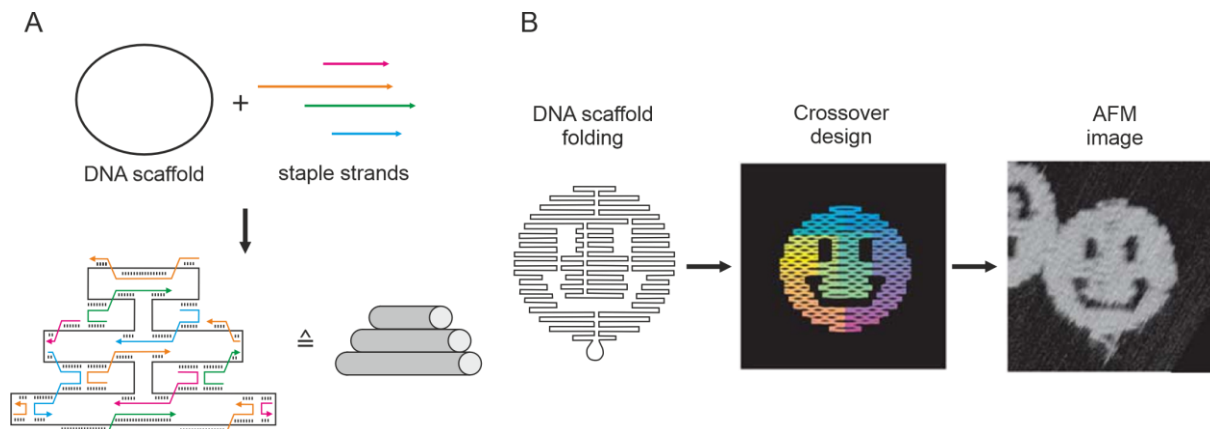 A
+
DNA scaffold
staple strands
≙
B
DNA scaffold
folding
Crossover
design
AFM
image